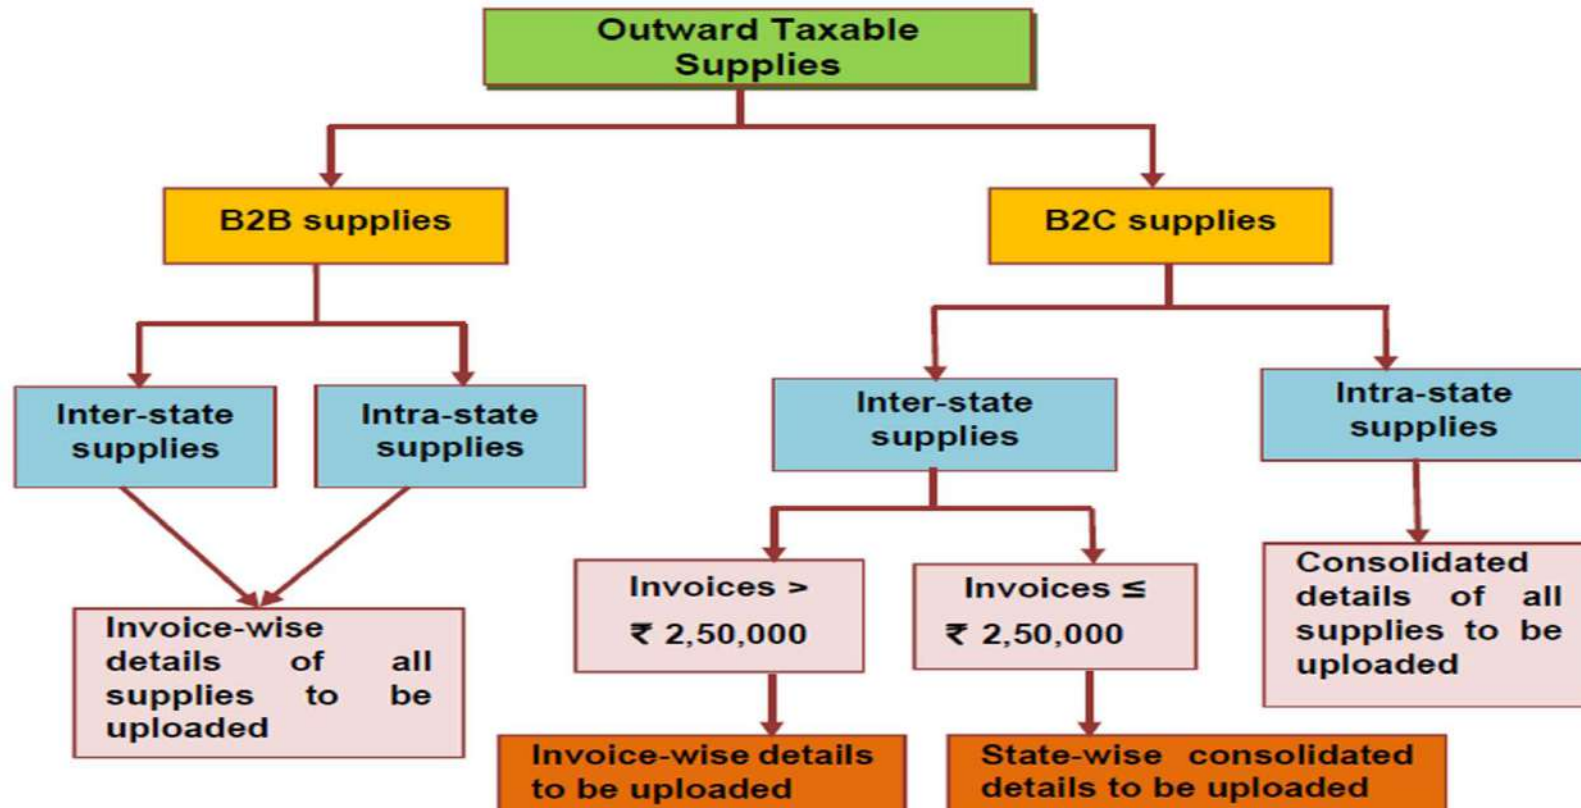 Outward Taxable
Supplies
B2B supplies
B2C supplies
Inter-state
supplies
Intra-state
supplies
Inter-state
supplies
Intra-state
supplies
Invoice-wise
details of all
supplies to be
uploaded
Invoices >
₹ 2,50,000
Invoices ≤
₹ 2,50,000
Consolidated
details of all
supplies to be
uploaded
Invoice-wise details
to be uploaded
State-wise consolidated
details to be uploaded